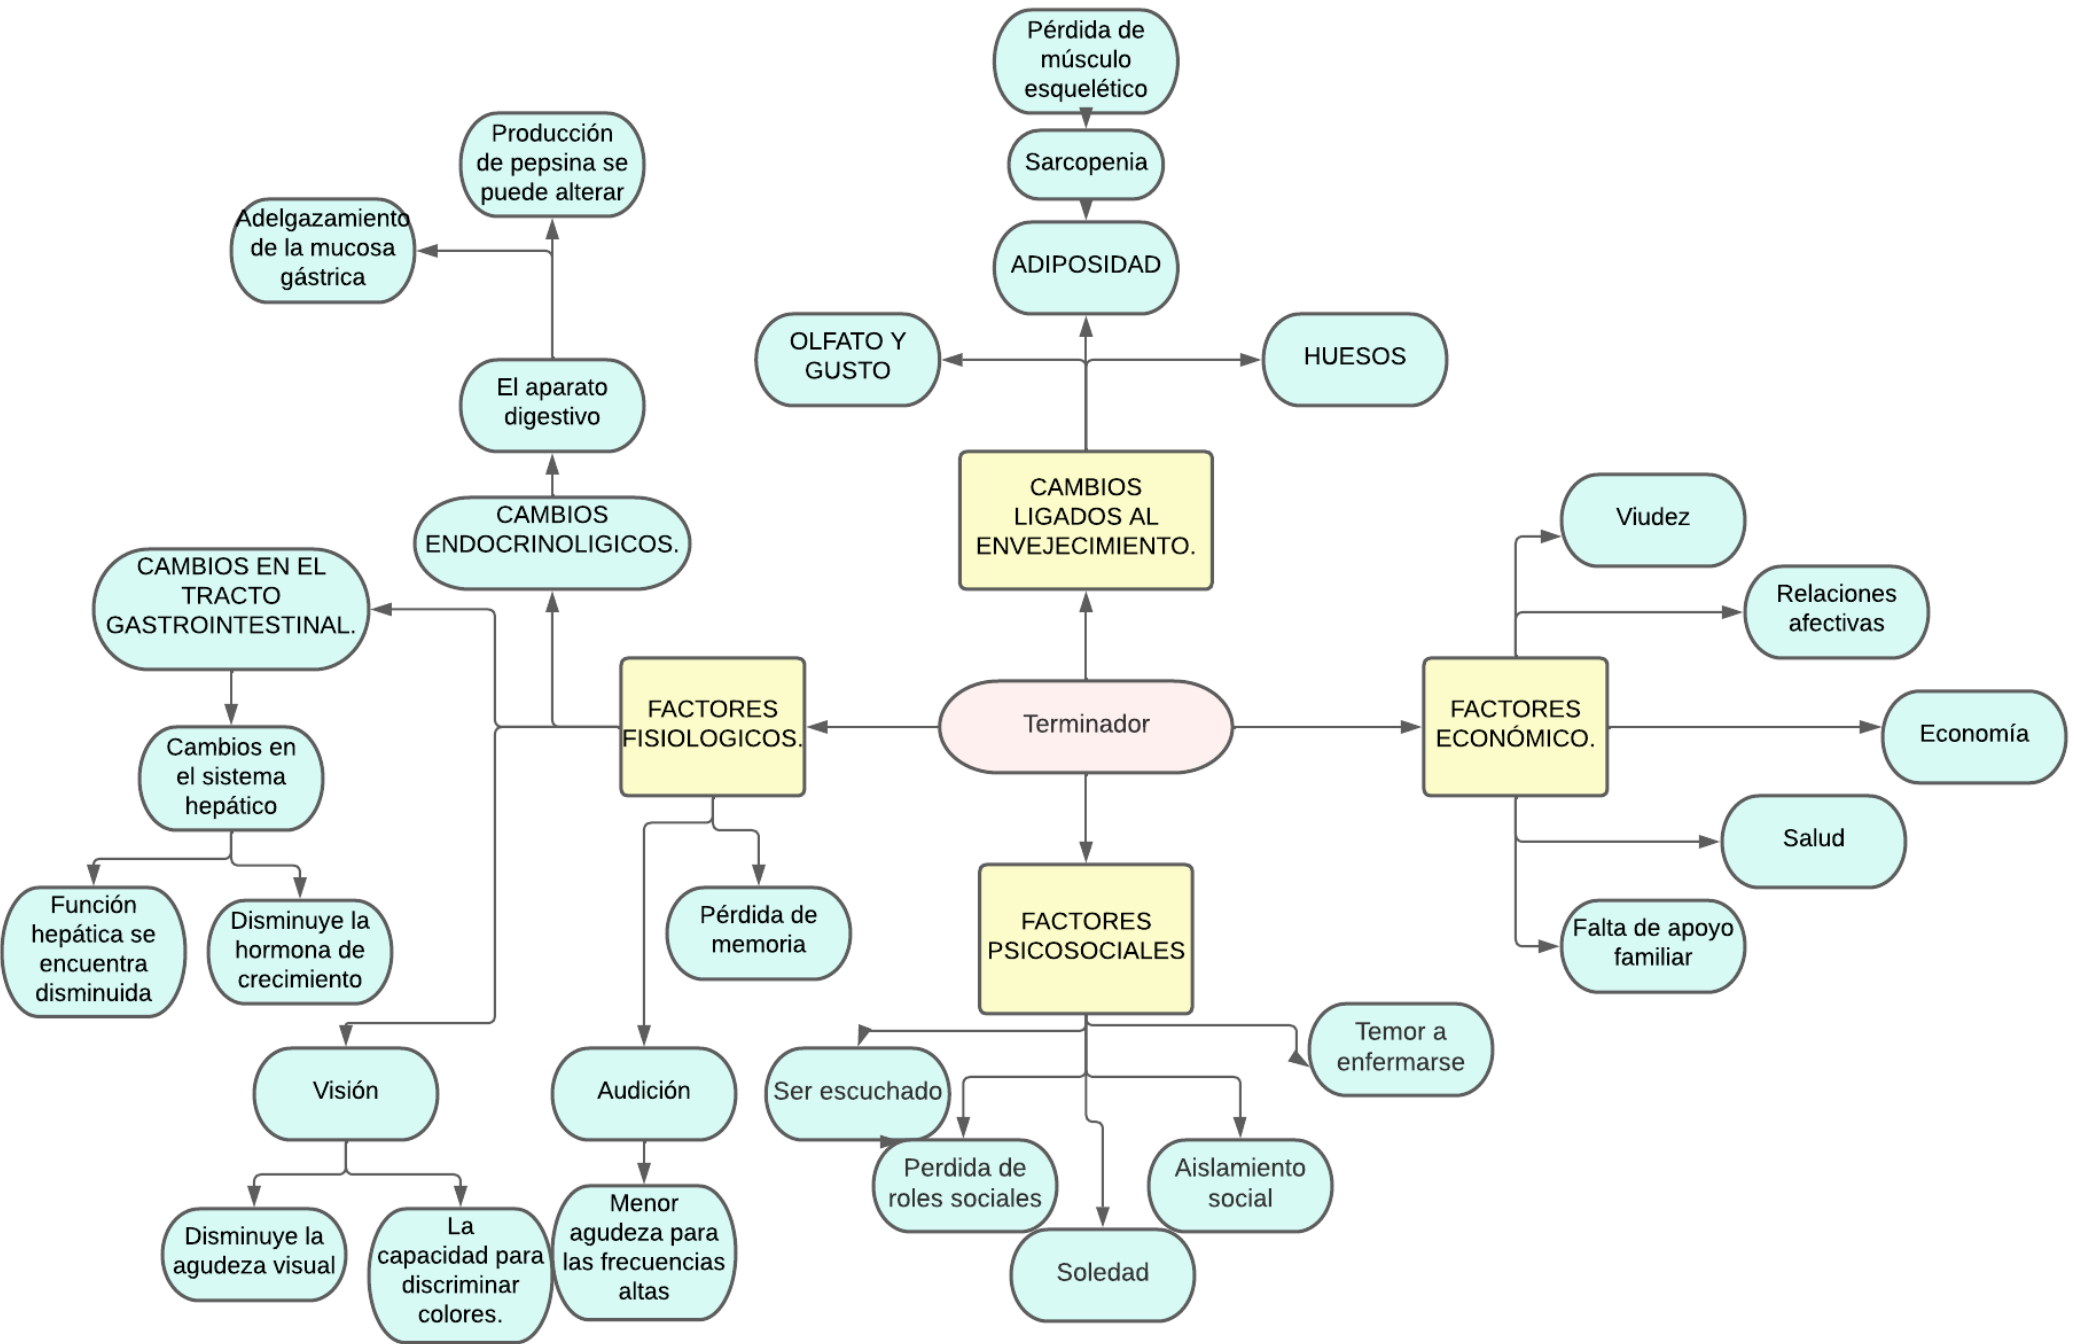 Pérdida de
músculo
esquelético
Sarcopenia
ADIPOSIDAD
OLFATO Y
GUSTO
HUESOS
CAMBIOS
LIGADOS AL
ENVEJECIMIENTO.
Producción
de pepsina se
puede alterar
Adelgazamiento
de la mucosa
gástrica
El aparato
digestivo
CAMBIOS
ENDOCRINOLIGICOS.
CAMBIOS EN EL
TRACTO
GASTROINTESTINAL.
Cambios en
el sistema
hepático
Función
hepática se
encuentra
disminuida
Disminuye la
hormona de
crecimiento
FACTORES
FISIOLOGICOS.
Terminador
FACTORES
ECONÓMICO.
Viudez
Relaciones
afectivas
Economía
Salud
Falta de apoyo
familiar
Pérdida de
memoria
FACTORES
PSICOSOCIALES
Visión
Audición
Disminuye la
agudeza visual
La
capacidad para
discriminar
colores.
Menor
agudeza para
las frecuencias
altas
Ser escuchado
Temor a
enfermarse
Perdida de
roles sociales
Aislamiento
social
Soledad